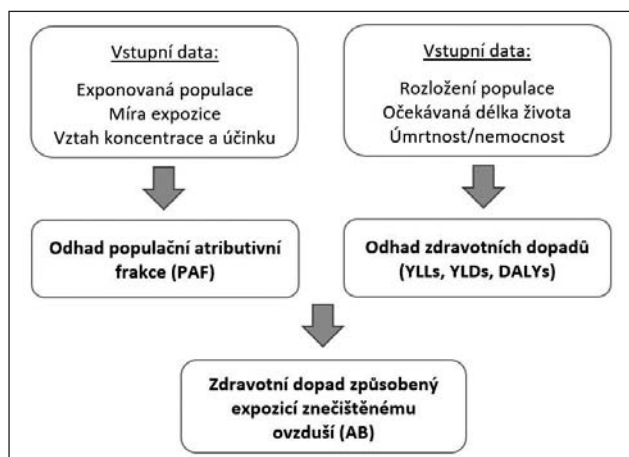 Vstupní data:
Exponovaná populace
Míra expozice
Vztah koncentrace a účinku
Vstupní data:
Rozložení populace
Očekávaná délka života
Úmrtnost/nemocnost
Odhad populační atributivní
frakce (PAF)
Odhad zdravotních dopadů
(YLLs, YLDs, DALYs)
Zdravotní dopad způsobený
expozicí znečištěnému
ovzduší (AB)